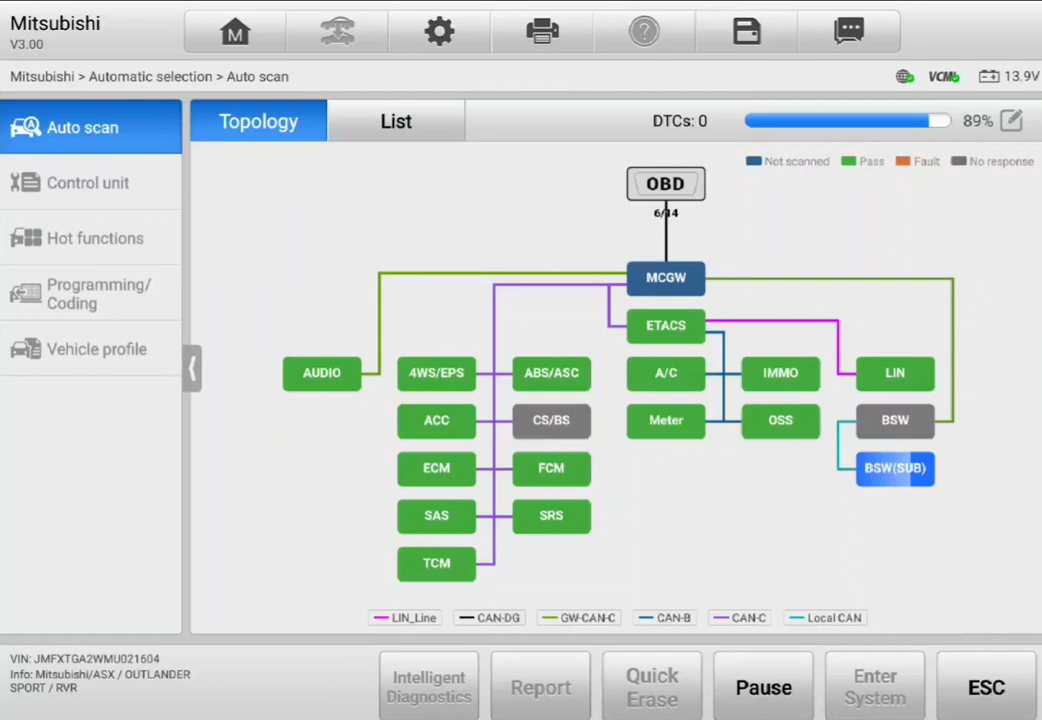 Mitsubishi
V3.00
M
?
Mitsubishi > Automatic selection > Auto scan
VCMI
13.9V
Auto scan
Control unit
Hot functions
Programming/
Coding
Vehicle profile
Topology
List
DTCs: 0
89%
Not scanned
Pass
Fault
No response
OBD
6/14
MCGW
ETACS
AUDIO
4WS/EPS
ABS/ASC
A/C
IMMO
LIN
ACC
CS/BS
Meter
OSS
BSW
ECM
FCM
BSW(SUB)
SAS
SRS
TCM
LIN_Line
CAN-DG
GW-CAN-C
CAN-B
CAN-C
Local CAN
VIN: JMFXTGA2WMU021604
Info: Mitsubishi/ASX / OUTLANDER
SPORT / RVR
Intelligent
Diagnostics
Report
Quick
Erase
Pause
Enter
System
ESC